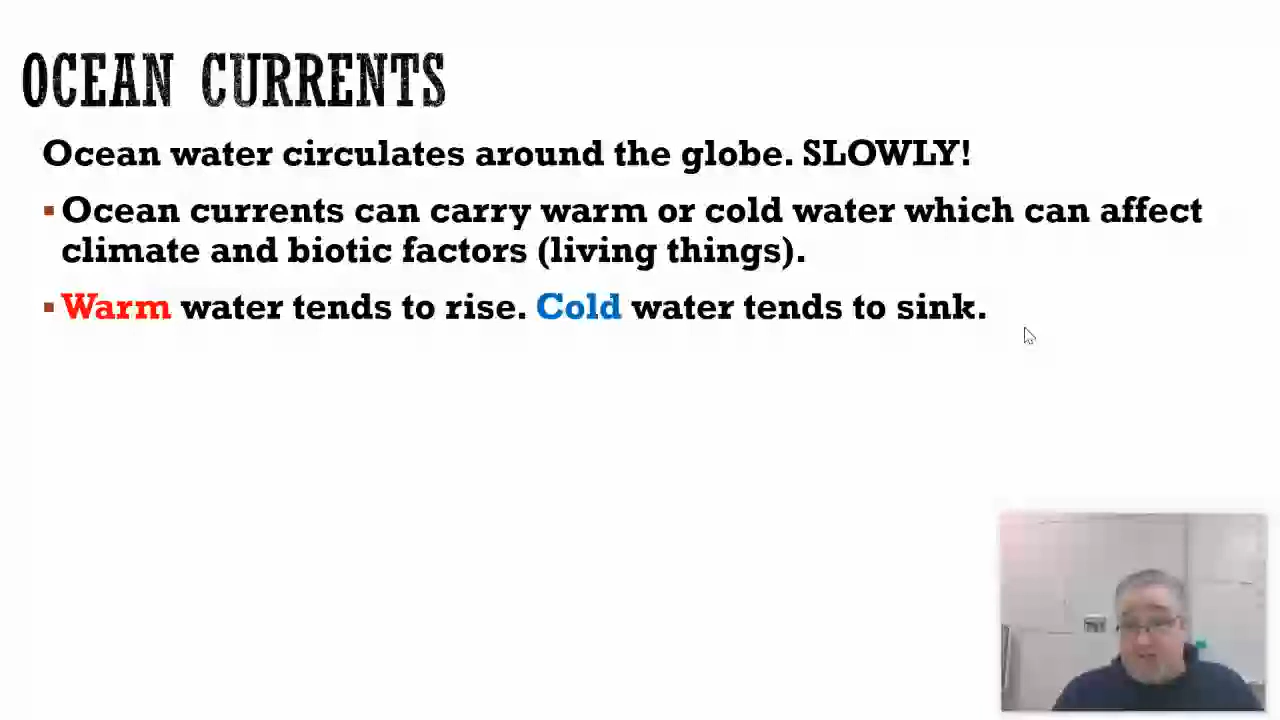 OCEAN CURRENTS
Ocean water circulates around the globe. SLOWLY!
▪Ocean currents can carry warm or cold water which can affect
climate and biotic factors (living things).
▪Warm water tends to rise. Cold water tends to sink.